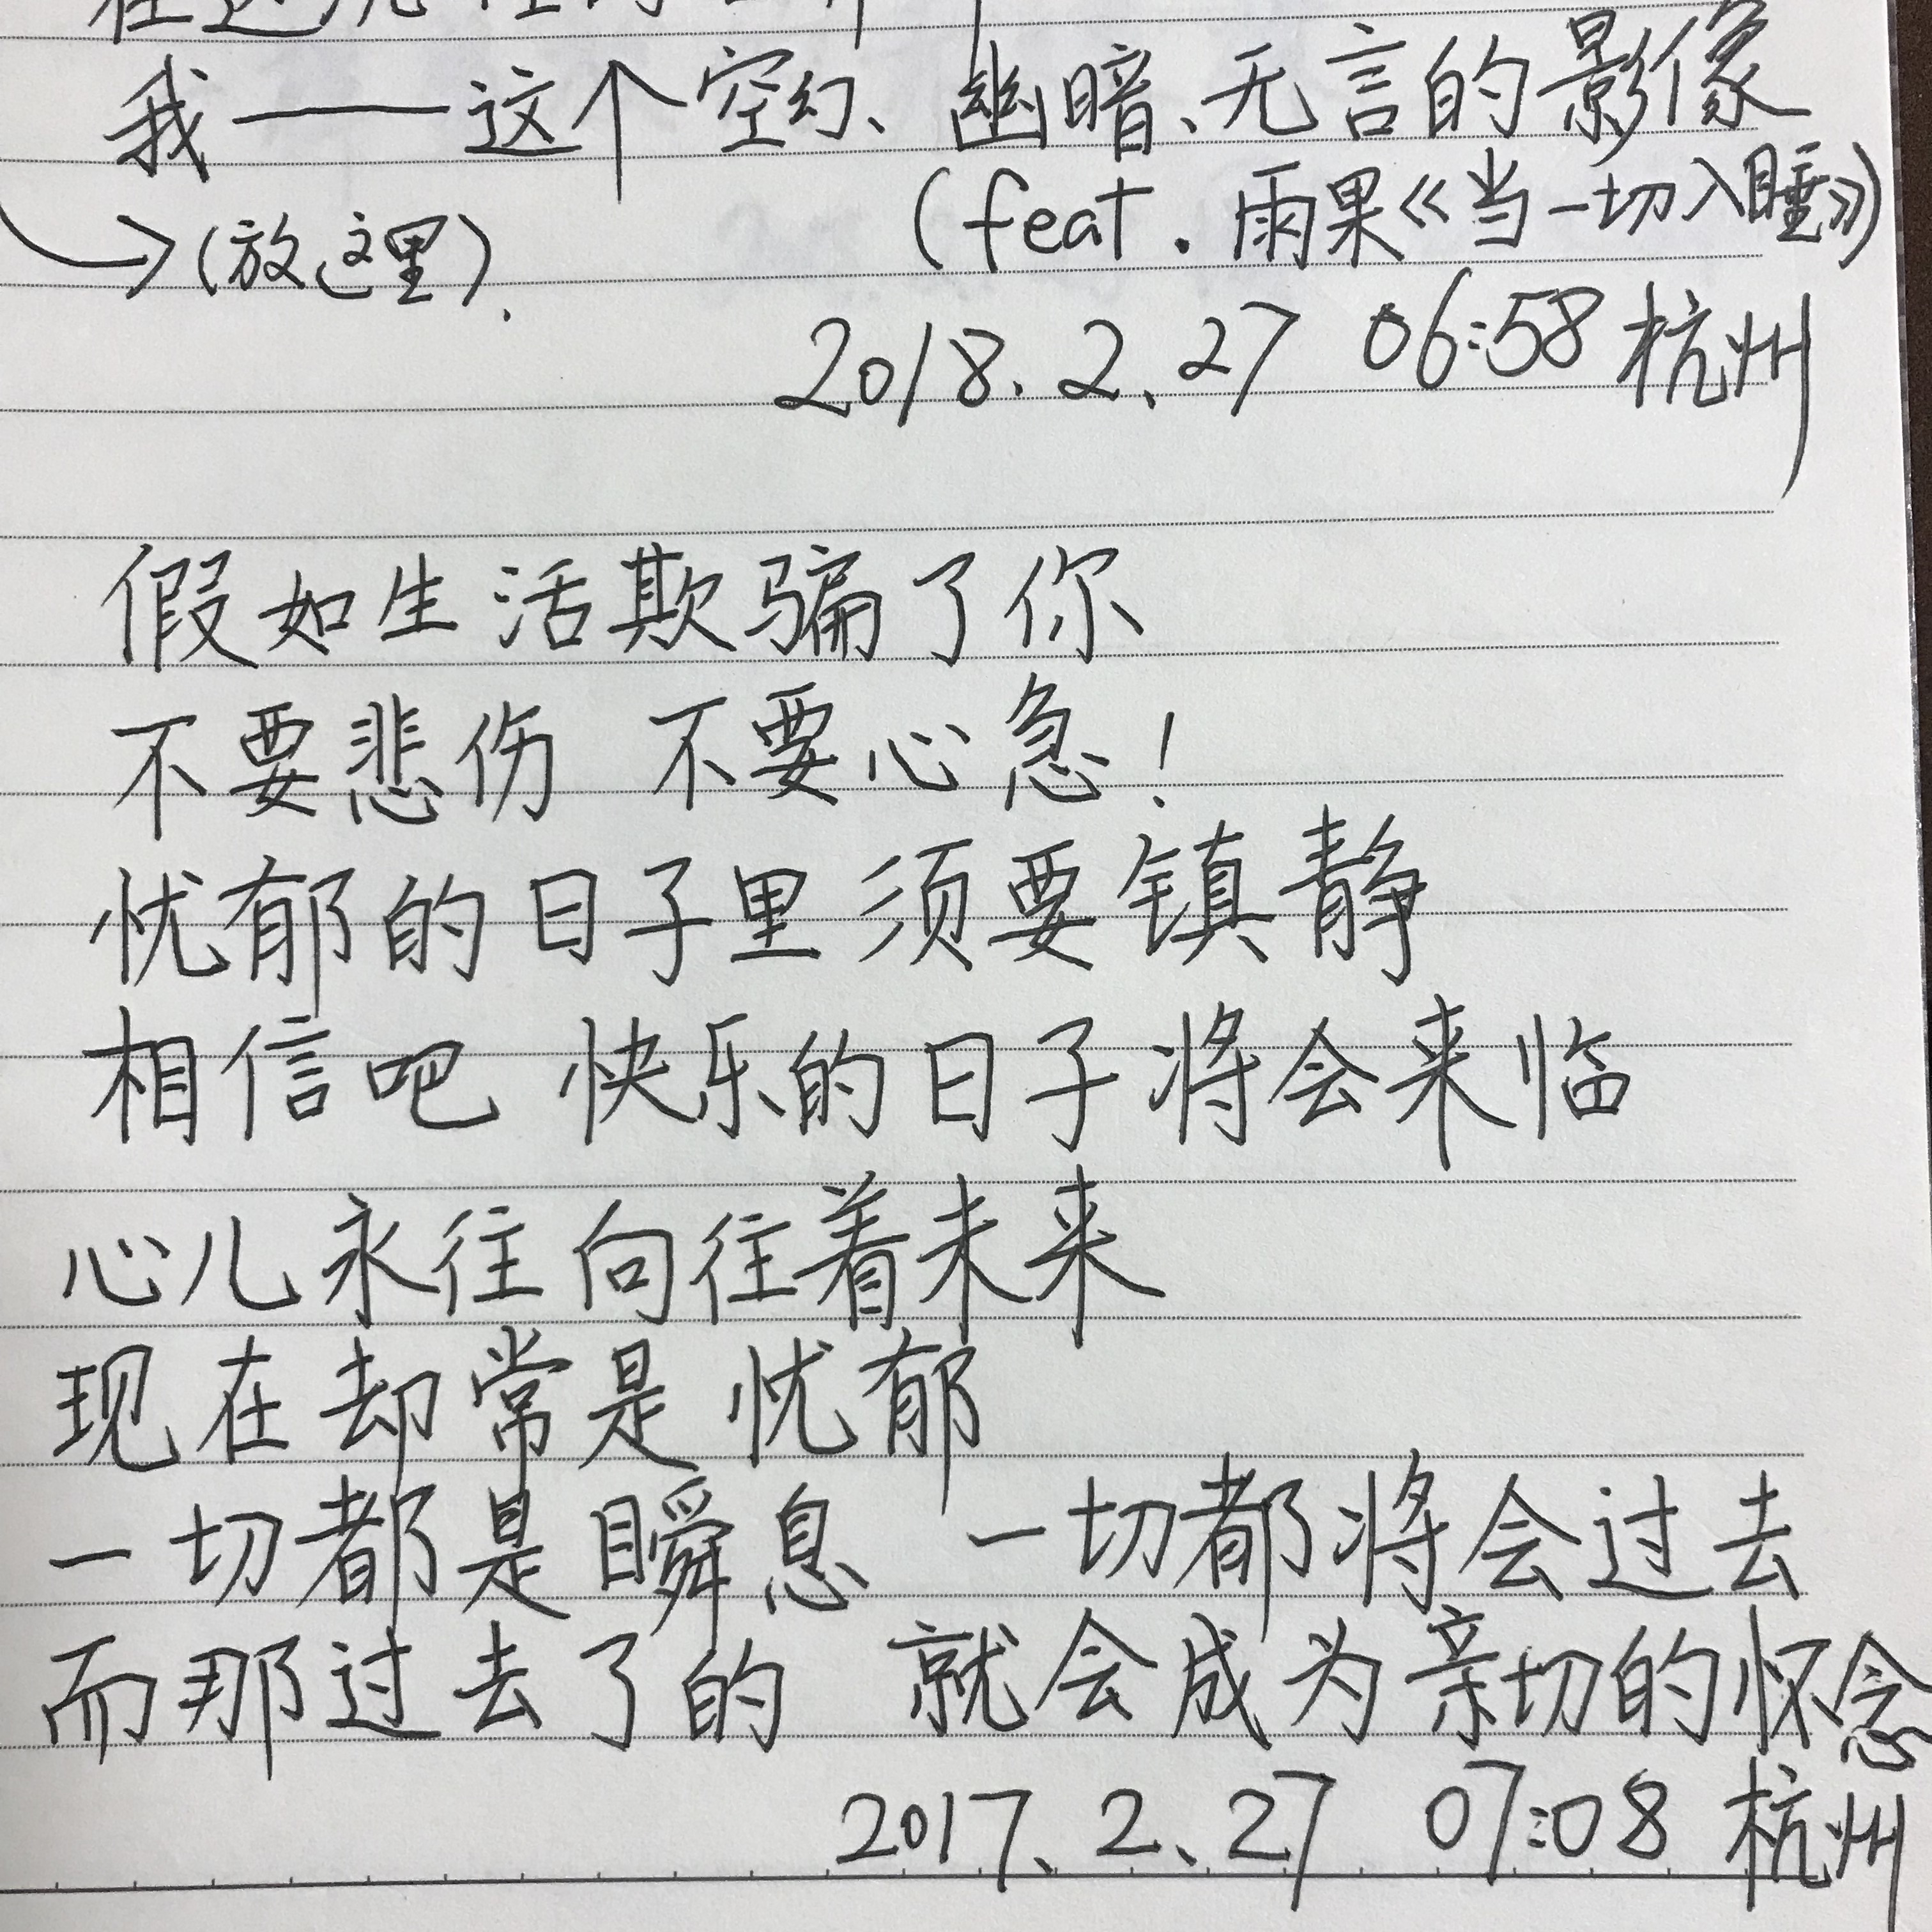 我——这个空幻、幽暗、无言的影像
(feat.雨果《当一切入睡》)
→(放这里).
2018.2.27 06:58 杭州
假如生活欺骗了你
不要悲伤 不要心急!
忧郁的日子里须要镇静
相信吧 快乐的日子将会来临
心儿永往向往着未来
现在却常是忧郁
一切都是瞬息 一切都将会过去
而那过去了的 就会成为亲切的怀念
2017.2.27 07:08 杭州